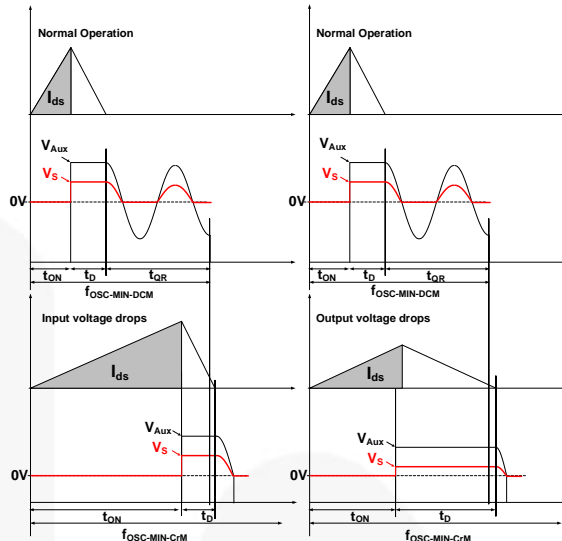 Normal Operation
Normal Operation
Ids
Ids
VAux
VS
0V
VAux
VS
0V
tON tD tQR
tON tD tQR
fOSC-MIN-DCM
fOSC-MIN-DCM
Input voltage drops
Output voltage drops
Ids
Ids
VAux
VS
0V
VAux
VS
0V
tON tD
tON tD
fOSC-MIN-CrM
fOSC-MIN-CrM